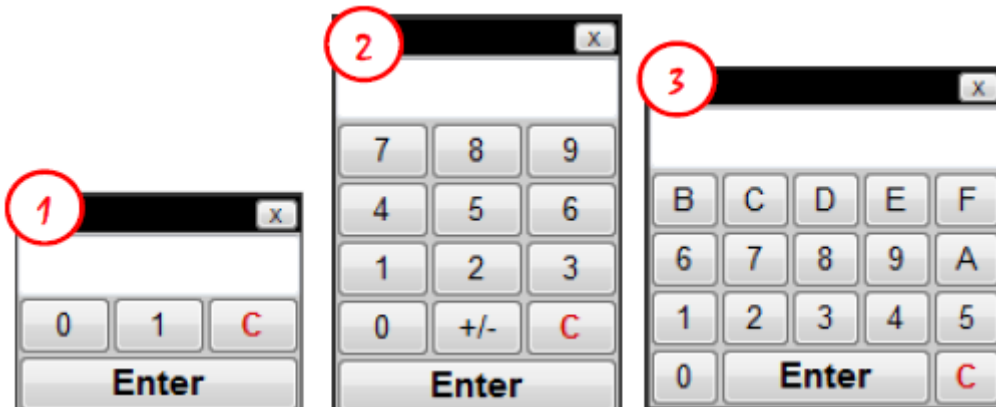 1
x
0 1 C
Enter
2
x
7 8 9
4 5 6
1 2 3
0 +/- C
Enter
3
x
B C D E F
6 7 8 9 A
1 2 3 4 5
0 Enter C